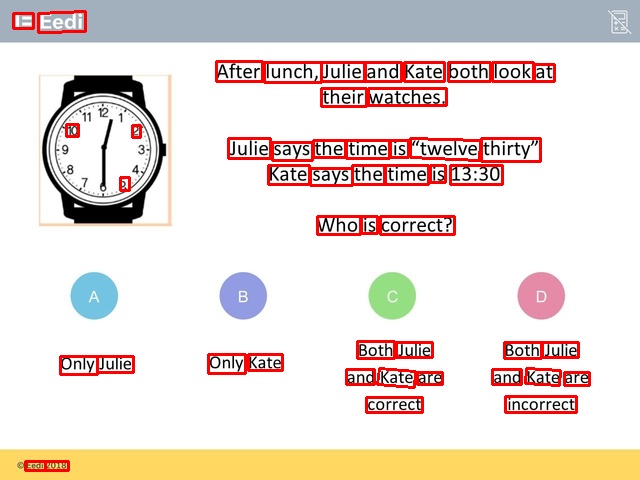 Eedi
After lunch, Julie and Kate both look at
their watches.
Julie says the time is “twelve thirty”
Kate says the time is 13:30
Who is correct?
11 12 1
10 2
9 3
8 4
7 6 5
A
B
C
D
Only Julie
Only Kate
Both Julie
and Kate are
correct
Both Julie
and Kate are
incorrect
© Eedi 2018